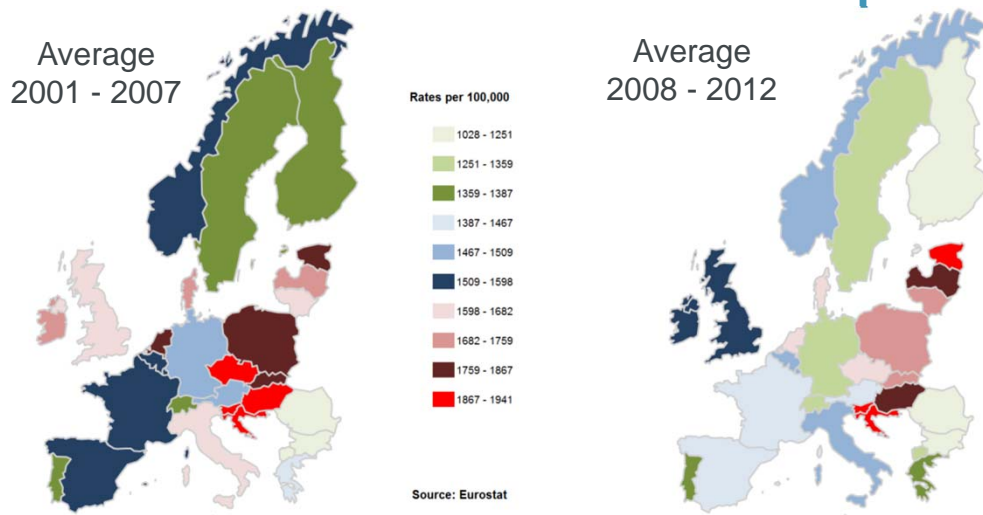 Average
2001 - 2007
Rates per 100,000
1028 - 1251
1251 - 1359
1359 - 1387
1387 - 1467
1467 - 1509
1509 - 1598
1598 - 1682
1682 - 1759
1759 - 1867
1867 - 1941
Source: Eurostat
Average
2008 - 2012